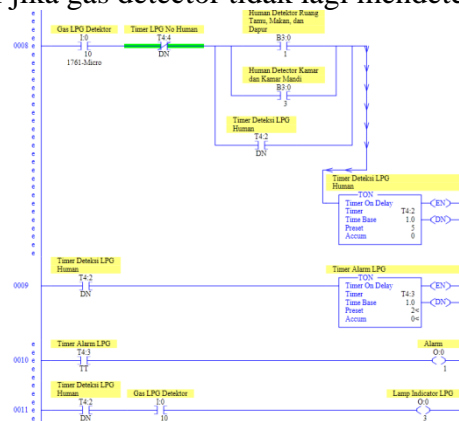 jika gas detector tidak lagi mendete
Human Detektor Ruang
Tamu, Makan, dan
Dapur
Gas LPG Detektor
Timer LPG No Human
I:0
T4:4
B3:0
0008
10
DN
1
1761-Micro
Human Detector Kamar
dan Kamar Mandi
B3:0
3
Timer Deteksi LPG
Human
T4:2
DN
Timer Deteksi LPG
Human
TON
Timer On Delay
EN
Timer T4:2
Time Base 1.0
DN
Preset 5
Accum 0
Timer Deteksi LPG
Human
T4:2
0009
DN
Timer Alarm LPG
TON
Timer On Delay
EN
Timer T4:3
Time Base 1.0
DN
Preset 2<
Accum 0<
Timer Alarm LPG
Alarm
T4:3
O:0
0010
TT
1
Timer Deteksi LPG
Human
Gas LPG Detektor
Lamp Indicator LPG
T4:2
I:0
O:0
0011
DN
10
3